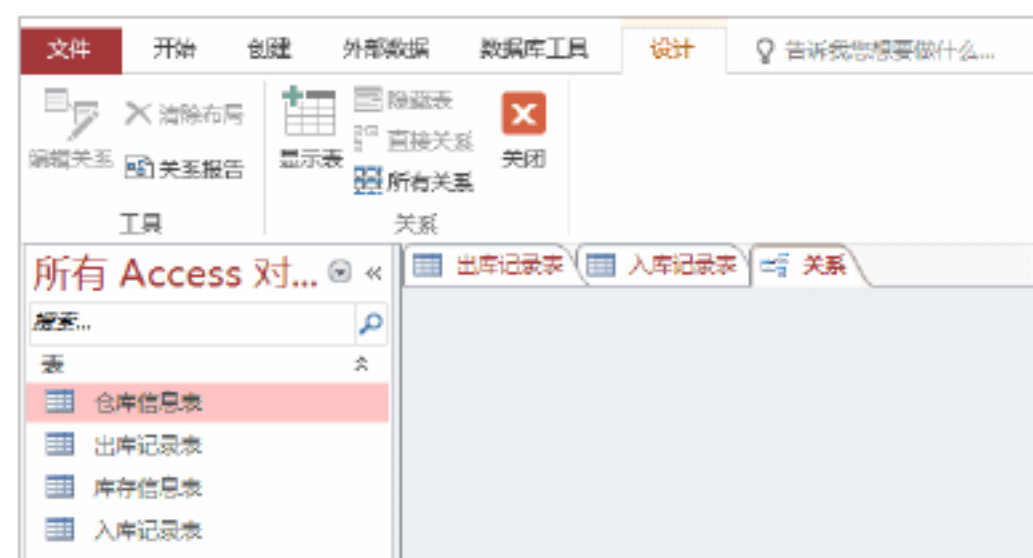 文件 开始 创建 外部数据 数据库工具 设计 告诉我您想要做什么...
编辑关系
清除布局
关系报告
工具
显示表
隐藏表
直接关系
所有关系
关闭
关系
所有 Access 对... «
搜索...
表
仓库信息表
出库记录表
库存信息表
入库记录表
出库记录表 入库记录表 关系